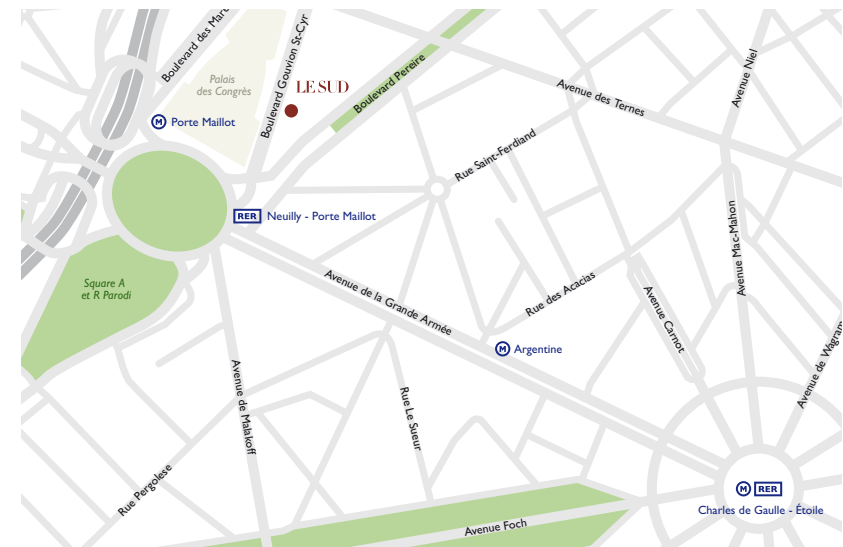 Boulevard des Mar
Palais
des Congrès
Boulevard Gouvion St-Cyr
LE SUD
Boulevard Pereire
Avenue des Ternes
Avenue Niel
M Porte Maillot
Rue Saint-Ferdiand
RER Neuilly - Porte Maillot
Avenue Mac-Mahon
Square A
et R Parodi
Avenue de la Grande Armée
Rue des Acacias
Avenue Carnot
M Argentine
Avenue de Wagram
Avenue de Malakoff
Rue Le Sueur
Rue Pergolese
M RER
Charles de Gaulle - Étoile
Avenue Foch